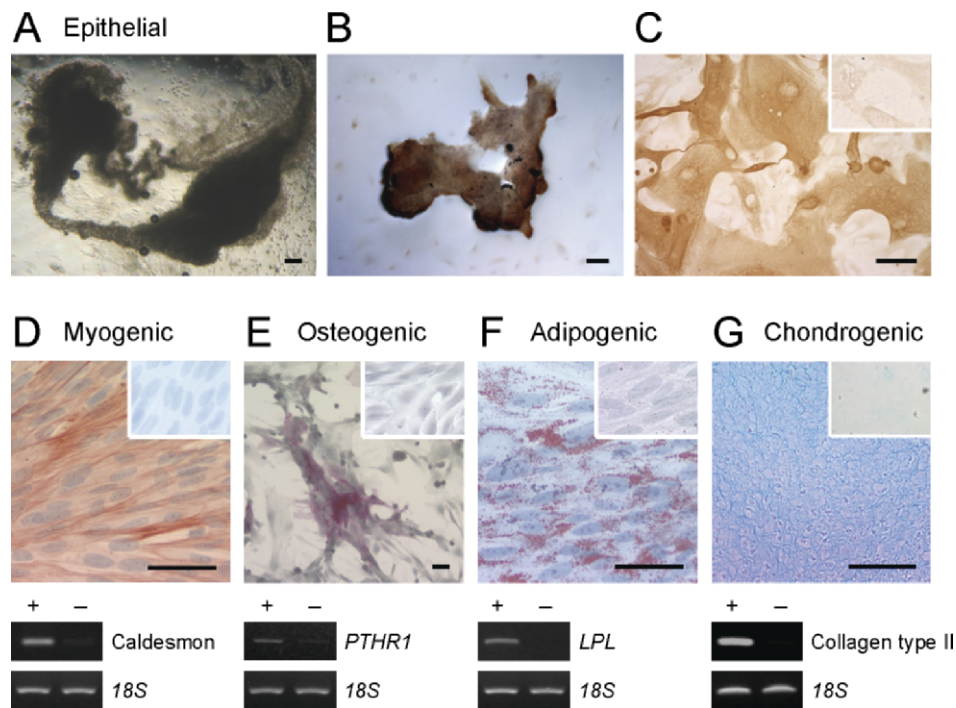 A Epithelial
B
C
D Myogenic
E Osteogenic
F Adipogenic
G Chondrogenic
+ –
Caldesmon
18S
+ –
PTHR1
18S
+ –
LPL
18S
+ –
Collagen type II
18S